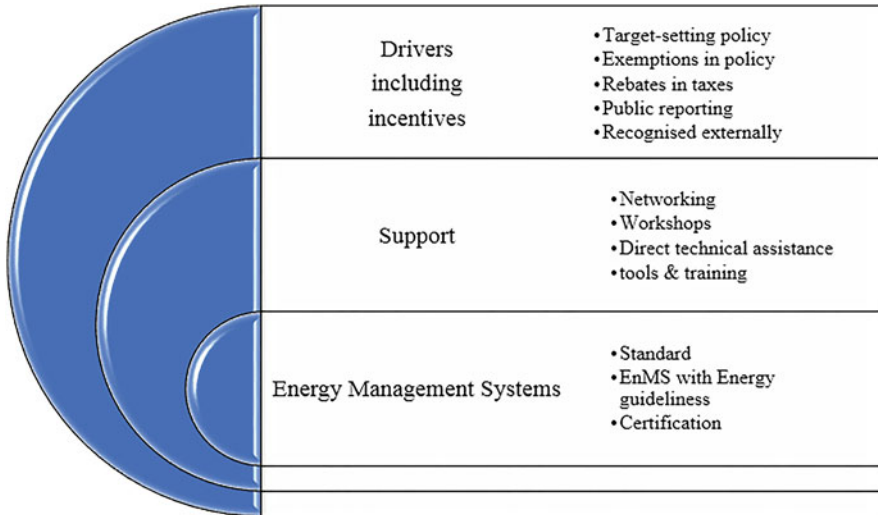 Drivers
including
incentives
•Target-setting policy
•Exemptions in policy
•Rebates in taxes
•Public reporting
•Recognised externally
Support
•Networking
•Workshops
•Direct technical assistance
•tools & training
Energy Management Systems
•Standard
•EnMS with Energy
guideliness
•Certification